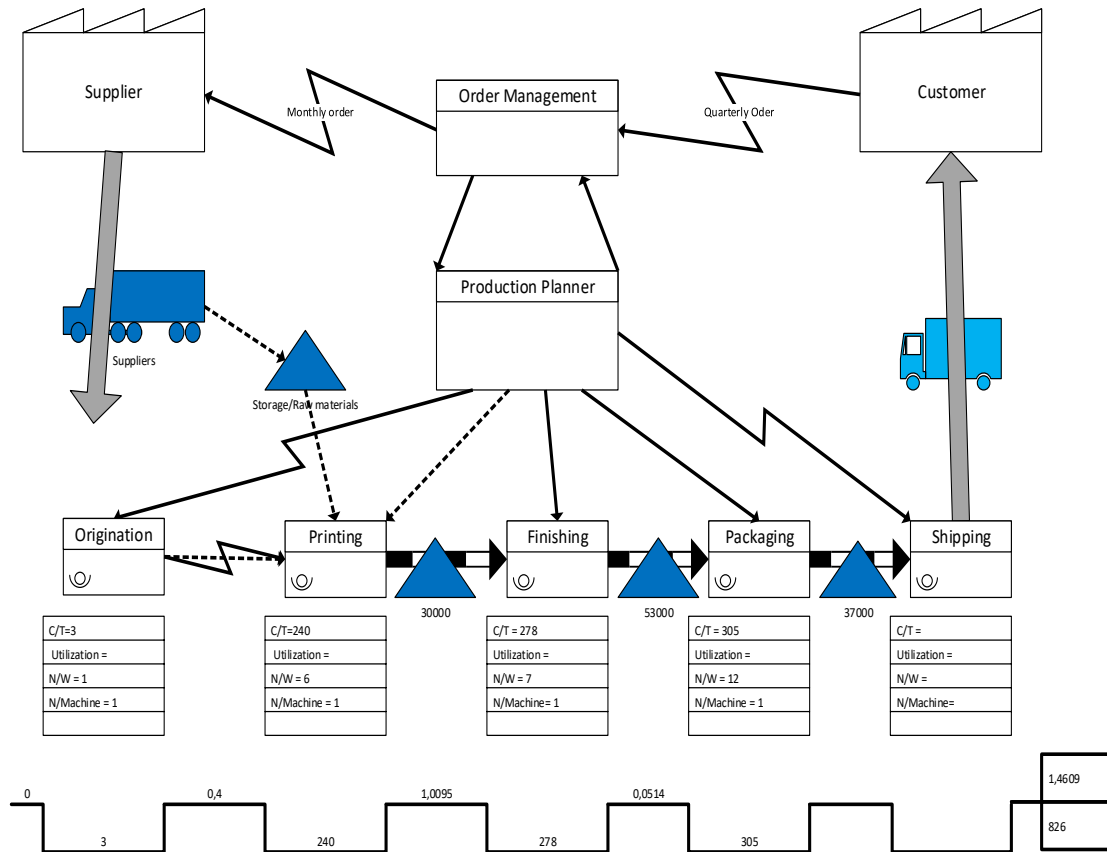 Supplier
Customer
Order Management
Monthly order
Quarterly Oder
Production Planner
Suppliers
Storage/Raw materials
Origination
Printing
Finishing
Packaging
Shipping
30000
53000
37000
C/T=3
Utilization =
N/W = 1
N/Machine = 1
C/T=240
Utilization =
N/W = 6
N/Machine = 1
C/T = 278
Utilization =
N/W = 7
N/Machine= 1
C/T = 305
Utilization =
N/W = 12
N/Machine = 1
C/T =
Utilization =
N/W =
N/Machine=
0
0,4
1,0095
0,0514
1,4609
3
240
278
305
826